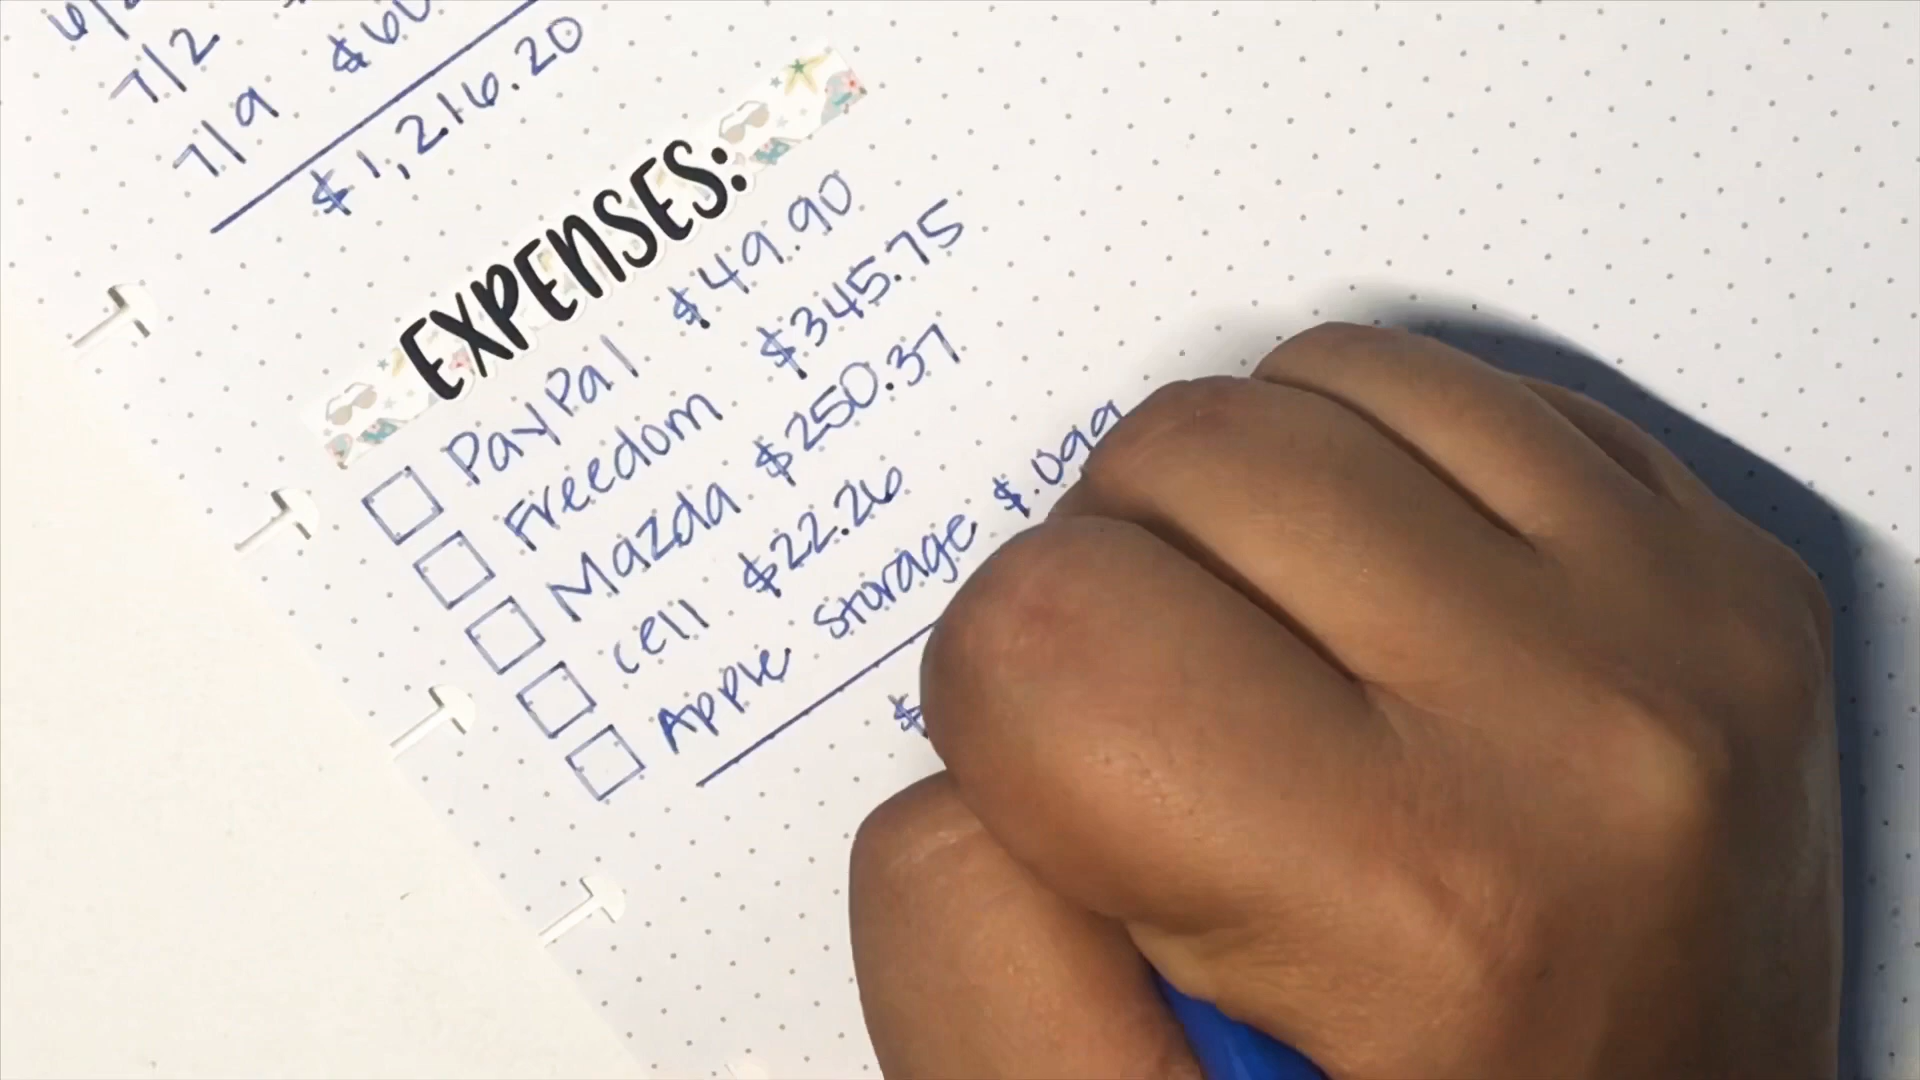 7/2 $60
7/9
$1,216.20
EXPENSES:
PayPal $49.90
Freedom $345.75
Mazda $250.37
cell $22.26
Apple storage $.099
$